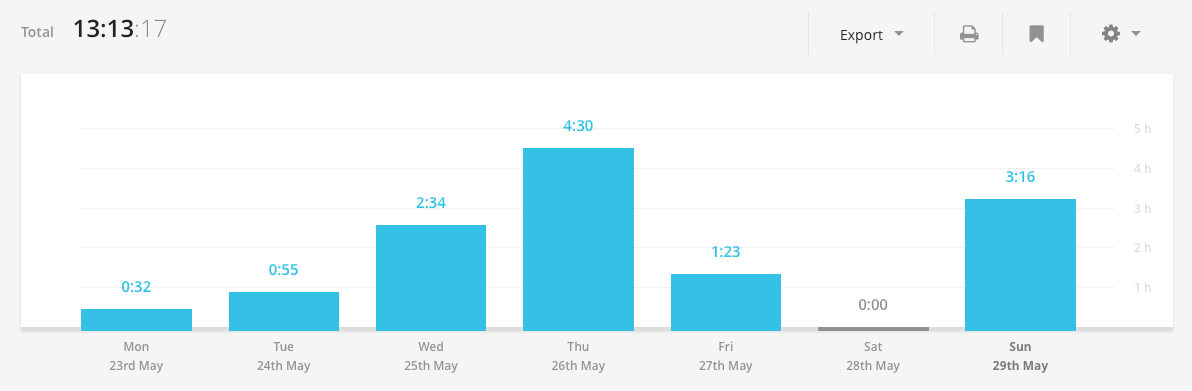 Total 13:13:17
Export
5 h
4:30
4 h
3:16
3 h
2:34
2 h
1:23
0:55
1 h
0:32
0:00
Mon Tue Wed Thu Fri Sat Sun
23rd May 24th May 25th May 26th May 27th May 28th May 29th May